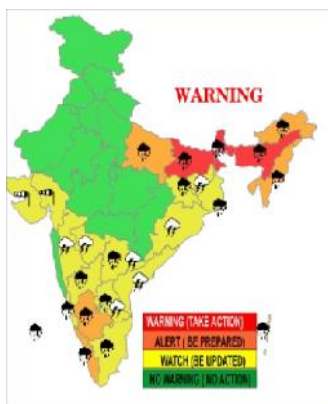 WARNING
WARNING (TAKE ACTION)
ALERT ( BE PREPARED)
WATCH (BE UPDATED)
NO WARNING ( NO ACTION)